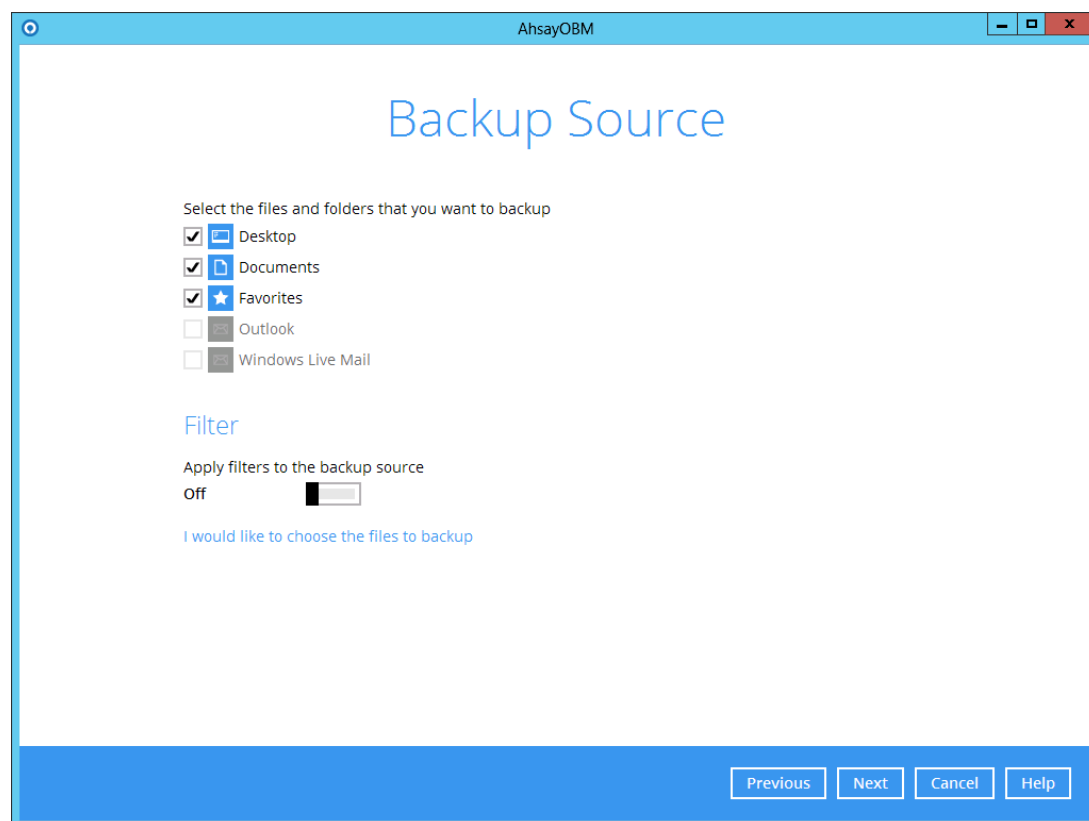 AhsayOBM
Backup Source
Select the files and folders that you want to backup
Desktop
Documents
Favorites
Outlook
Windows Live Mail
Filter
Apply filters to the backup source
Off
I would like to choose the files to backup
Previous Next Cancel Help